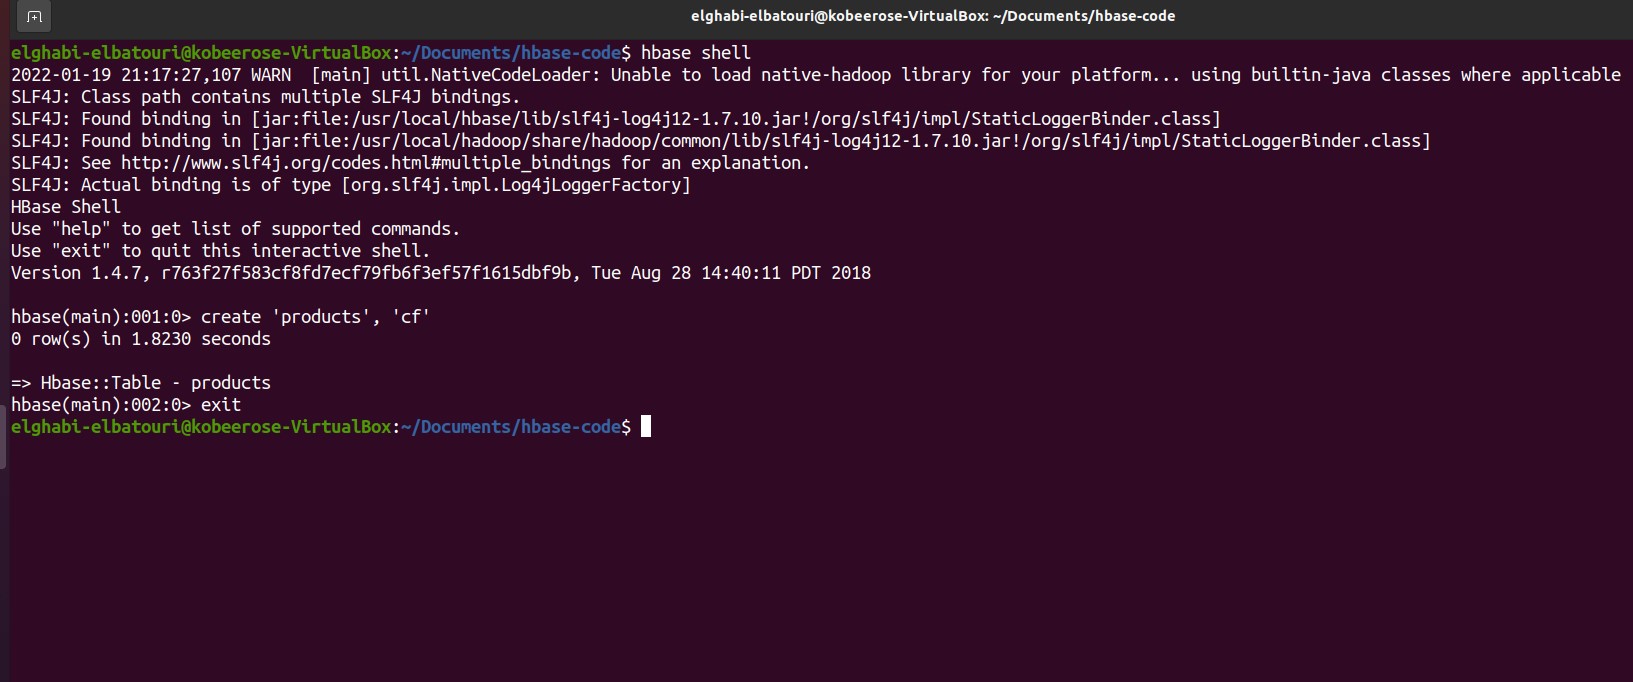 elghabi-elbatouri@kobeerose-VirtualBox: ~/Documents/hbase-code
elghabi-elbatouri@kobeerose-VirtualBox:~/Documents/hbase-code$ hbase shell
2022-01-19 21:17:27,107 WARN  [main] util.NativeCodeLoader: Unable to load native-hadoop library for your platform... using builtin-java classes where applicable
SLF4J: Class path contains multiple SLF4J bindings.
SLF4J: Found binding in [jar:file:/usr/local/hbase/lib/slf4j-log4j12-1.7.10.jar!/org/slf4j/impl/StaticLoggerBinder.class]
SLF4J: Found binding in [jar:file:/usr/local/hadoop/share/hadoop/common/lib/slf4j-log4j12-1.7.10.jar!/org/slf4j/impl/StaticLoggerBinder.class]
SLF4J: See http://www.slf4j.org/codes.html#multiple_bindings for an explanation.
SLF4J: Actual binding is of type [org.slf4j.impl.Log4jLoggerFactory]
HBase Shell
Use "help" to get list of supported commands.
Use "exit" to quit this interactive shell.
Version 1.4.7, r763f27f583cf8fd7ecf79fb6f3ef57f1615dbf9b, Tue Aug 28 14:40:11 PDT 2018
hbase(main):001:0> create 'products', 'cf'
0 row(s) in 1.8230 seconds
=> Hbase::Table - products
hbase(main):002:0> exit
elghabi-elbatouri@kobeerose-VirtualBox:~/Documents/hbase-code$